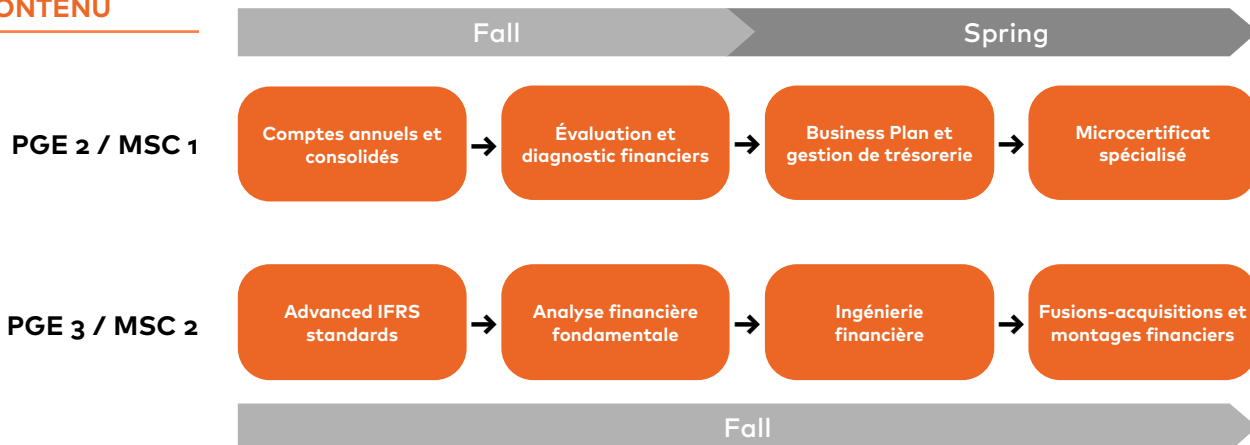 ONTENU
Fall
Spring
PGE 2 / MSC 1
Comptes annuels et
consolidés
→
Évaluation et
diagnostic financiers
→
Business Plan et
gestion de trésorerie
→
Microcertificat
spécialisé
PGE 3 / MSC 2
Advanced IFRS
standards
→
Analyse financière
fondamentale
→
Ingénierie
financière
→
Fusions-acquisitions et
montages financiers
Fall